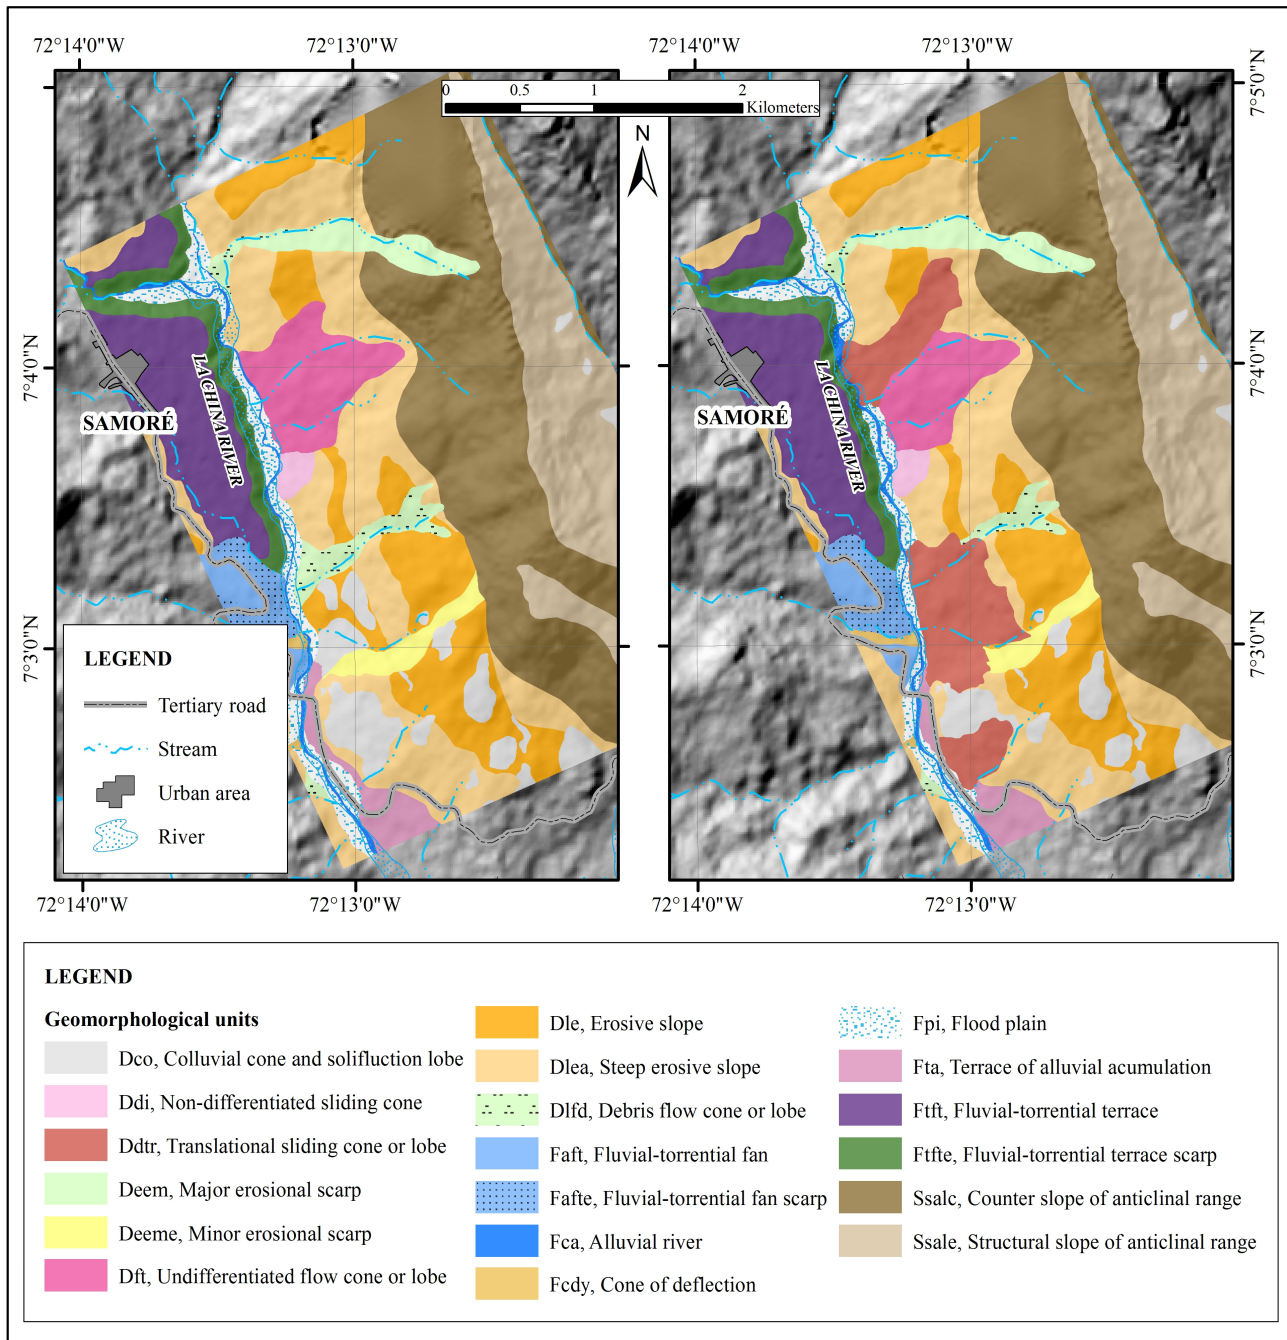 72°14'0"W
72°13'0"W
72°14'0"W
72°13'0"W
0 0.5 1 2
Kilometers
N
7°5'0"N
7°4'0"N
7°4'0"N
7°3'0"N
7°3'0"N
SAMORÉ
LA CHINA RIVER
SAMORÉ
LA CHINA RIVER
LEGEND
Tertiary road
Stream
Urban area
River
72°14'0"W
72°13'0"W
72°14'0"W
72°13'0"W
LEGEND
Geomorphological units
Dco, Colluvial cone and solifluction lobe
Ddi, Non-differentiated sliding cone
Ddtr, Translational sliding cone or lobe
Deem, Major erosional scarp
Deeme, Minor erosional scarp
Dft, Undifferentiated flow cone or lobe
Dle, Erosive slope
Dlea, Steep erosive slope
Dlfd, Debris flow cone or lobe
Faft, Fluvial-torrential fan
Fafte, Fluvial-torrential fan scarp
Fca, Alluvial river
Fcdy, Cone of deflection
Fpi, Flood plain
Fta, Terrace of alluvial acumulation
Ftft, Fluvial-torrential terrace
Ftfte, Fluvial-torrential terrace scarp
Ssalc, Counter slope of anticlinal range
Ssale, Structural slope of anticlinal range